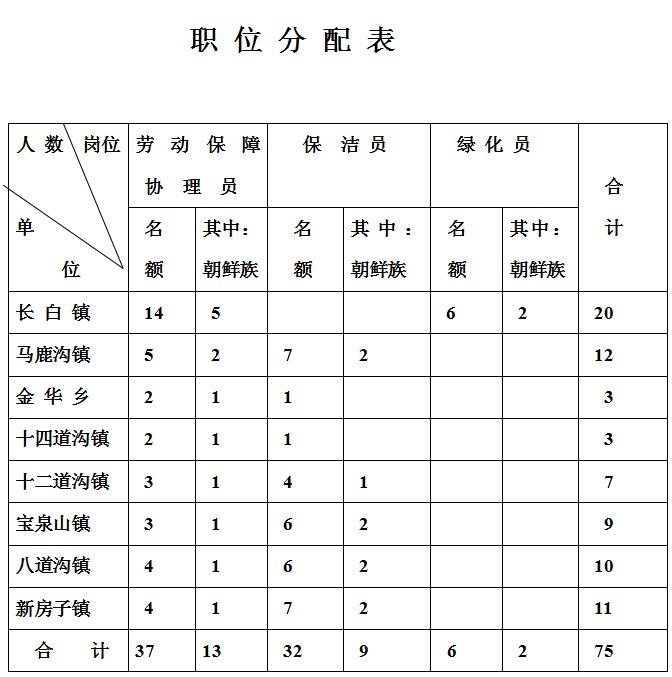 职 位 分 配 表
人 数 岗位 劳 动 保 障 保 洁 员 绿 化 员
协 理 员 合
单 名 其中： 名 其 中 ： 名 其中： 计
位 额 朝鲜族 额 朝鲜族 额 朝鲜族
长 白 镇 14 5 6 2 20
马鹿沟镇 5 2 7 2 12
金 华 乡 2 1 1 3
十四道沟镇 2 1 1 3
十二道沟镇 3 1 4 1 7
宝泉山镇 3 1 6 2 9
八道沟镇 4 1 6 2 10
新房子镇 4 1 7 2 11
合 计 37 13 32 9 6 2 75